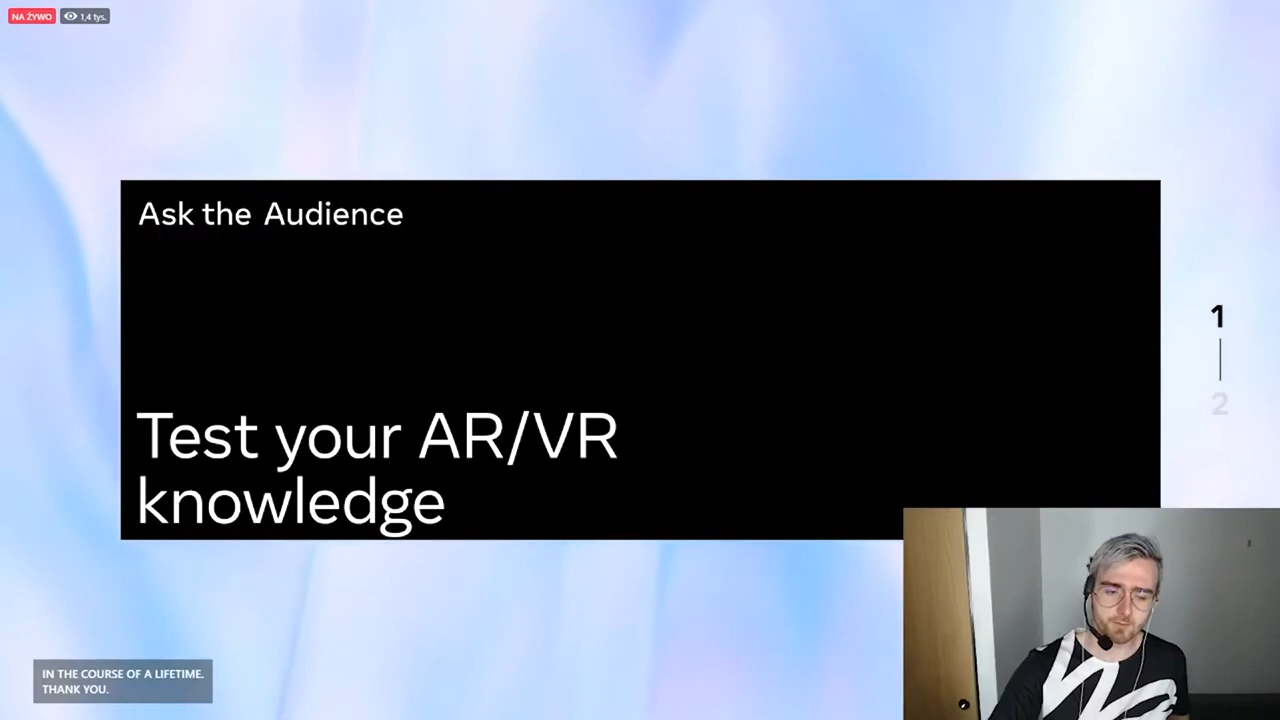 NA ŻYWO
1,4 tys.
Ask the Audience
Test your AR/VR
knowledge
1
2
IN THE COURSE OF A LIFETIME.
THANK YOU.